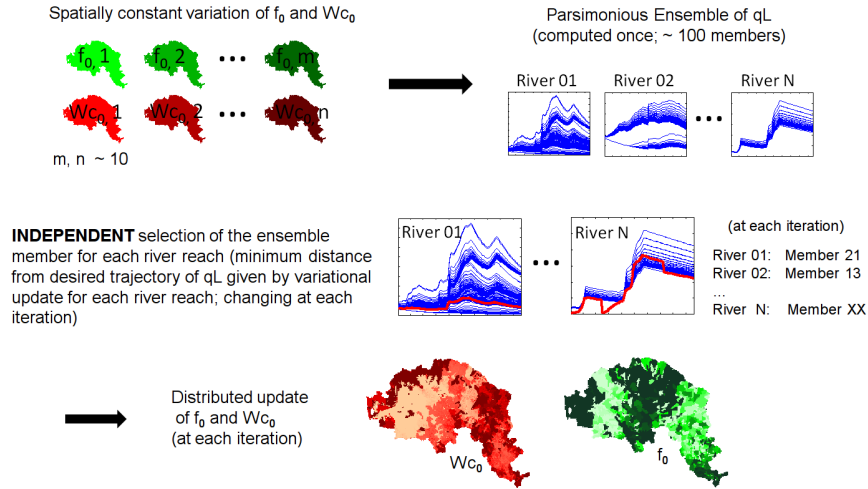 Spatially constant variation of f0 and Wc0
f0, 1 f0, 2 ... f0, m
Wc0, 1 Wc0, 2 ... Wc0, n
m, n ~ 10
Parsimonious Ensemble of qL
(computed once; ~ 100 members)
River 01 River 02 ... River N
INDEPENDENT selection of the ensemble
member for each river reach (minimum distance
from desired trajectory of qL given by variational
update for each river reach; changing at each
iteration)
River 01 ... River N
(at each iteration)
River 01: Member 21
River 02: Member 13
...
River N: Member XX
Distributed update
of f0 and Wc0
(at each iteration)
Wc0
f0